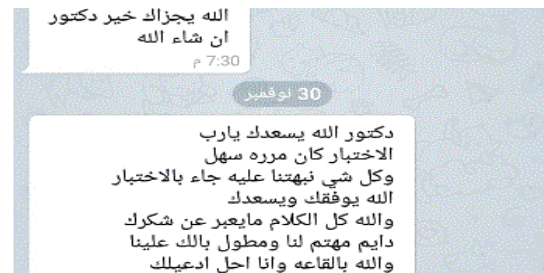 الله يجزاك خير دكتور
ان شاء الله
7:30 م
30 نوفمبر
دكتور الله يسعدك يارب
الاختبار كان مرره سهل
وكل شي نبهتنا عليه جاء بالاختبار
الله يوفقك ويسعدك
والله كل الكلام مايعبر عن شكرك
دايم مهتم لنا ومطول بالك علينا
والله بالقاعه وانا احل ادعيلك